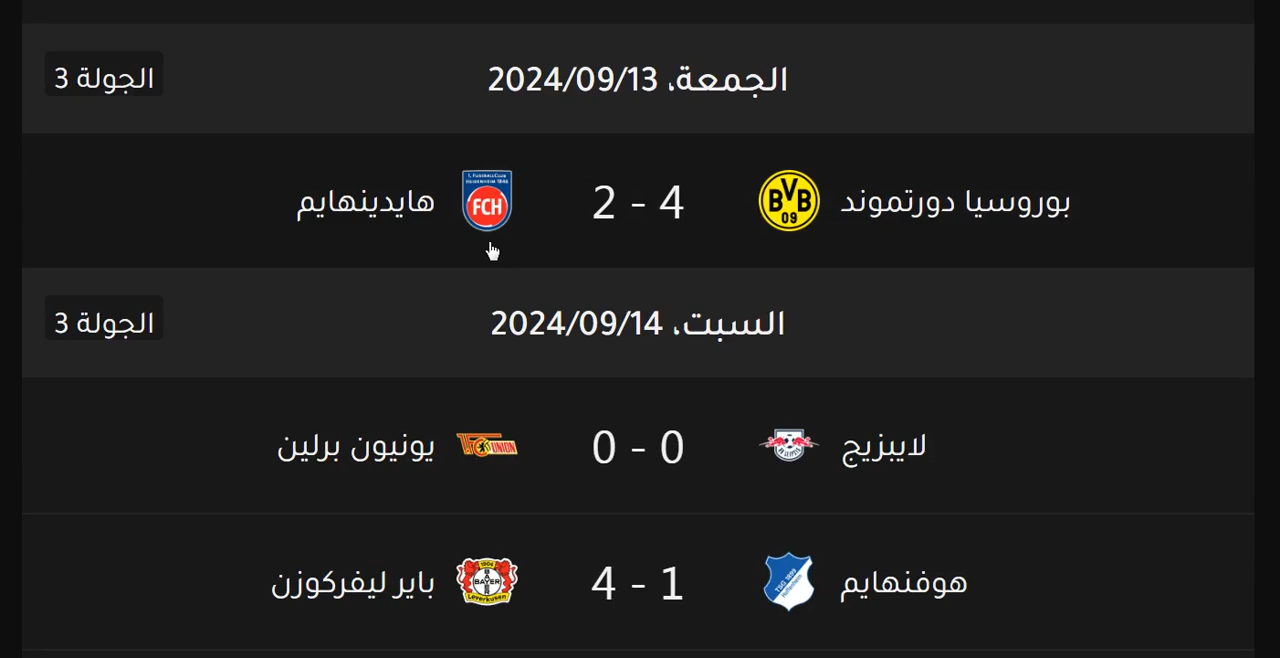 الجمعة، 2024/09/13
الجولة 3
بوروسيا دورتموند 4 - 2 هايدينهايم
السبت، 2024/09/14
الجولة 3
لايبزيج 0 - 0 يونيون برلين
هوفنهايم 1 - 4 باير ليفركوزن